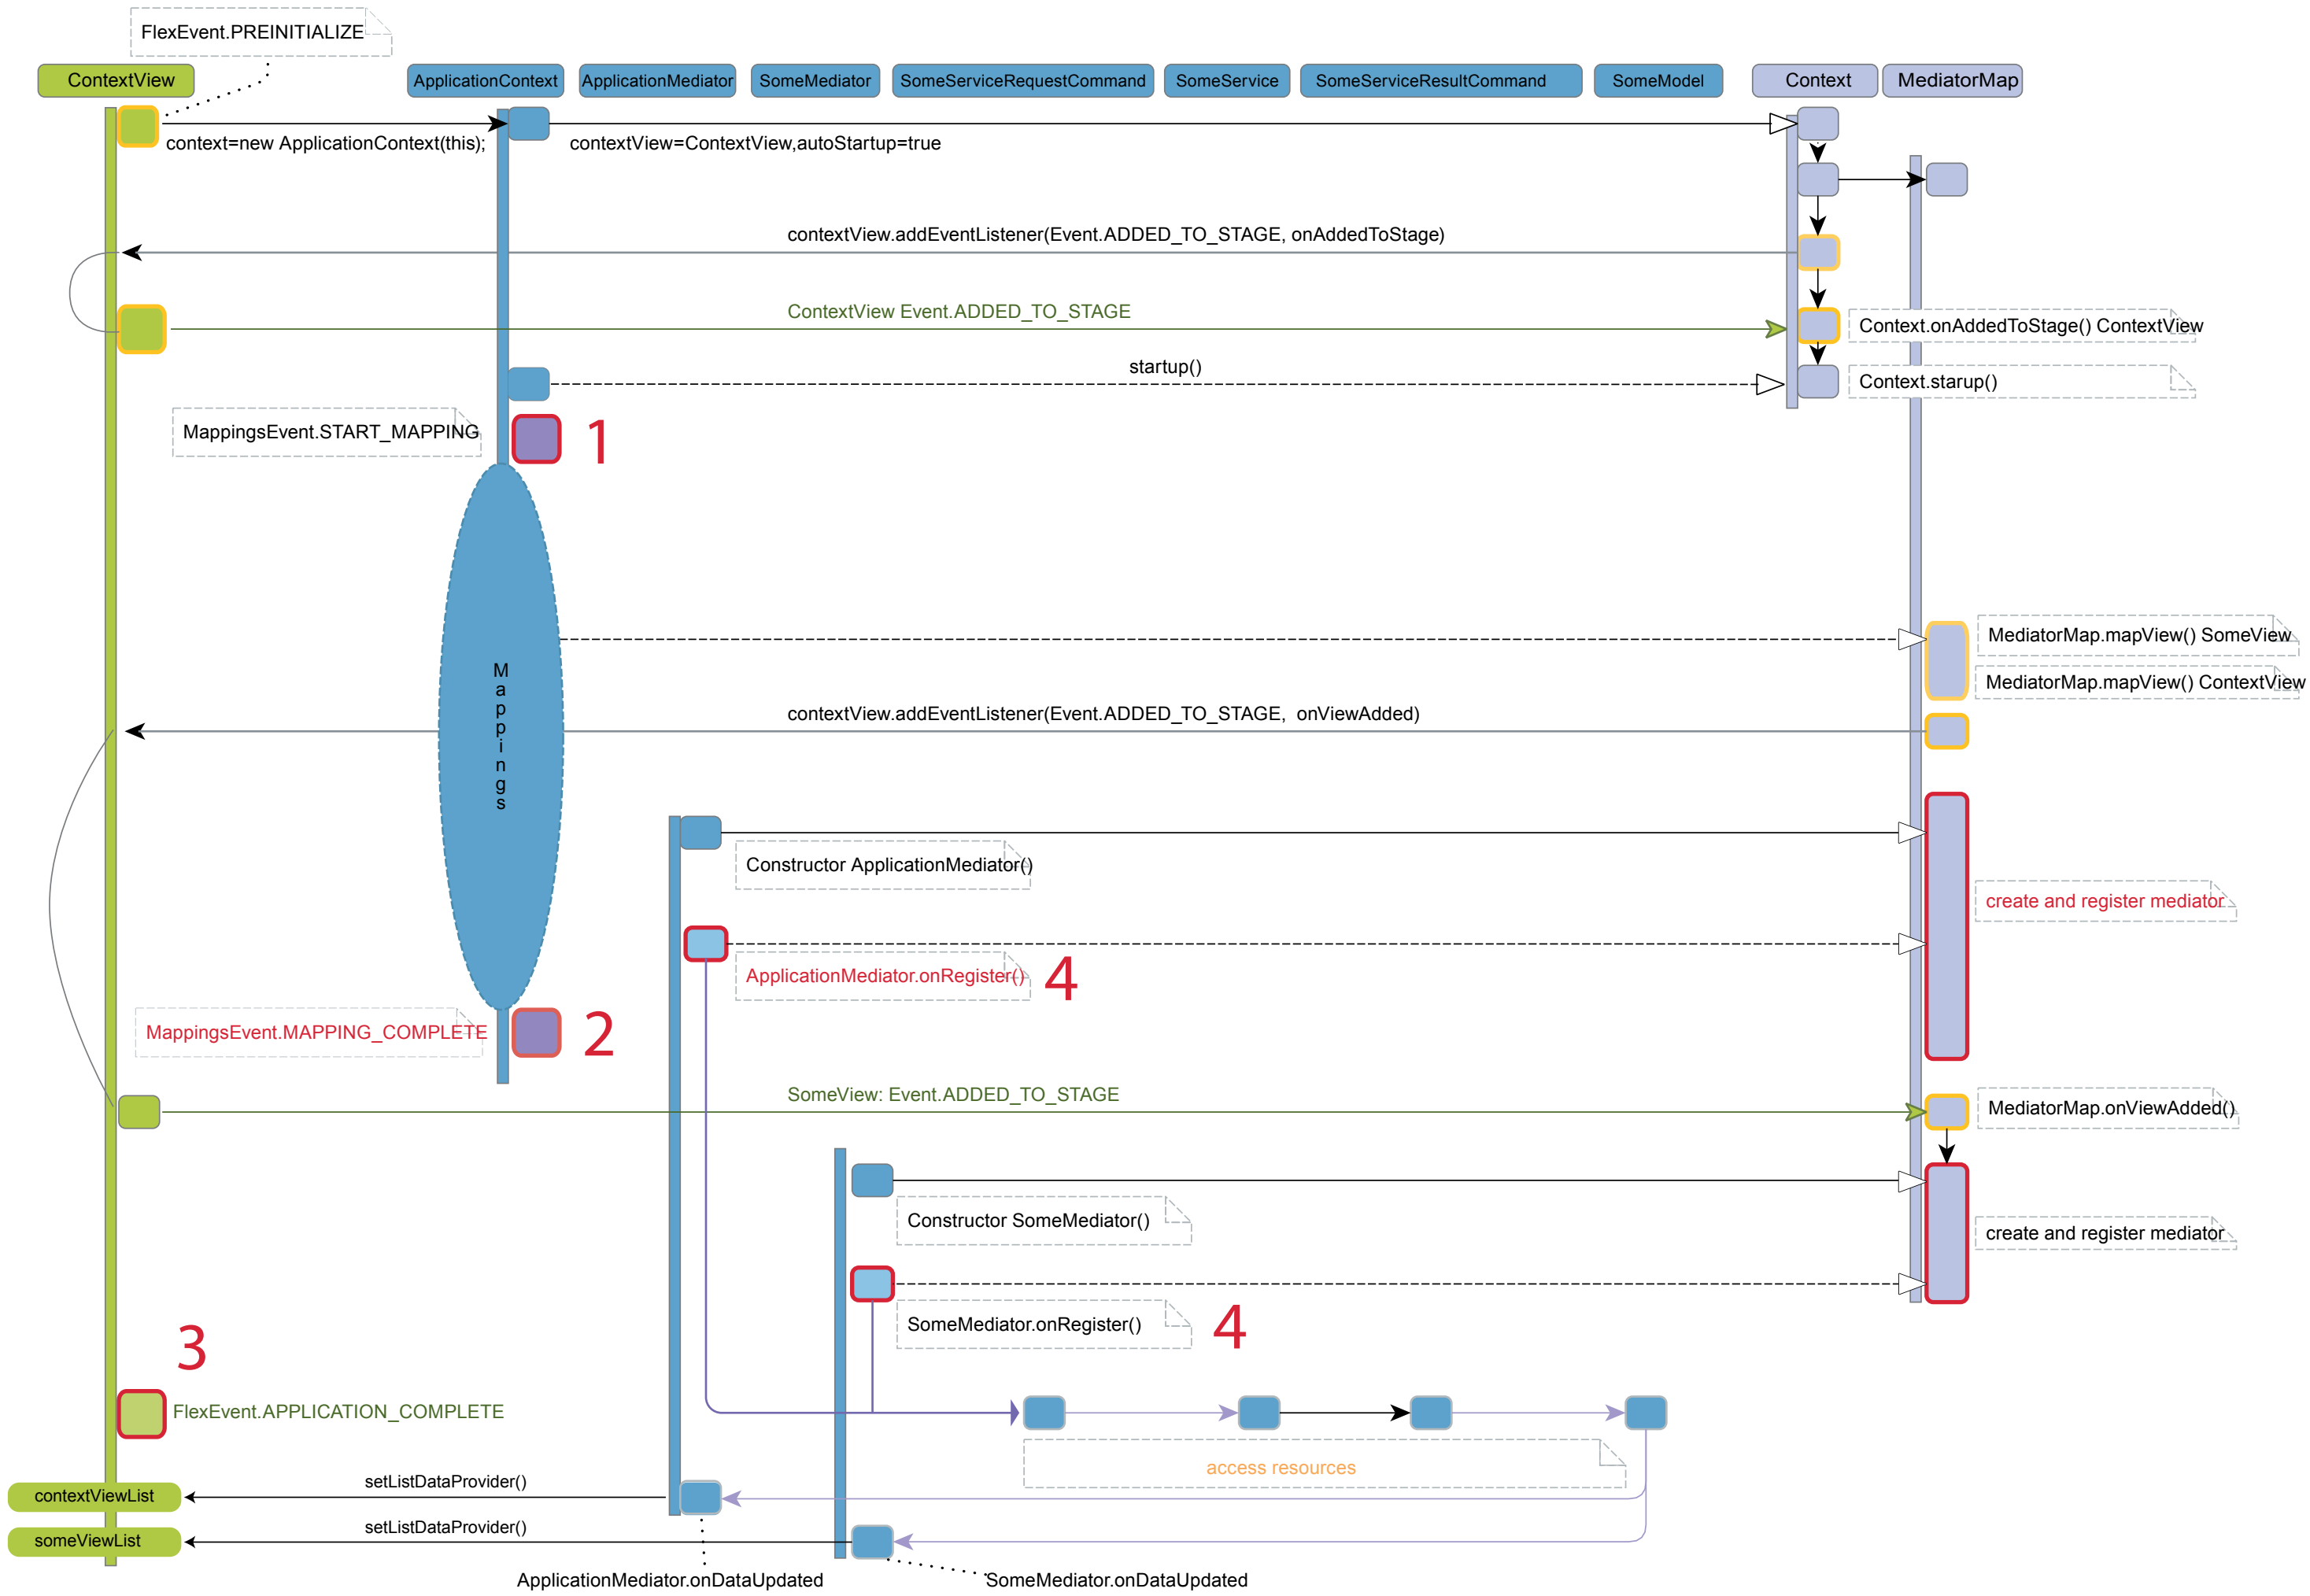 FlexEvent.PREINITIALIZE
ContextView
ApplicationContext
ApplicationMediator
SomeMediator
SomeServiceRequestCommand
SomeService
SomeServiceResultCommand
SomeModel
Context
MediatorMap
context=new ApplicationContext(this);
contextView=ContextView,autoStartup=true
contextView.addEventListener(Event.ADDED_TO_STAGE, onAddedToStage)
ContextView Event.ADDED_TO_STAGE
Context.onAddedToStage() ContextView
startup()
Context.starup()
MappingsEvent.START_MAPPING
1
Mappings
MediatorMap.mapView() SomeView
MediatorMap.mapView() ContextView
contextView.addEventListener(Event.ADDED_TO_STAGE, onViewAdded)
Constructor ApplicationMediator()
create and register mediator
ApplicationMediator.onRegister()
4
MappingsEvent.MAPPING_COMPLETE
2
SomeView: Event.ADDED_TO_STAGE
MediatorMap.onViewAdded()
Constructor SomeMediator()
create and register mediator
SomeMediator.onRegister()
4
3
FlexEvent.APPLICATION_COMPLETE
access resources
setListDataProvider()
contextViewList
setListDataProvider()
someViewList
ApplicationMediator.onDataUpdated
SomeMediator.onDataUpdated